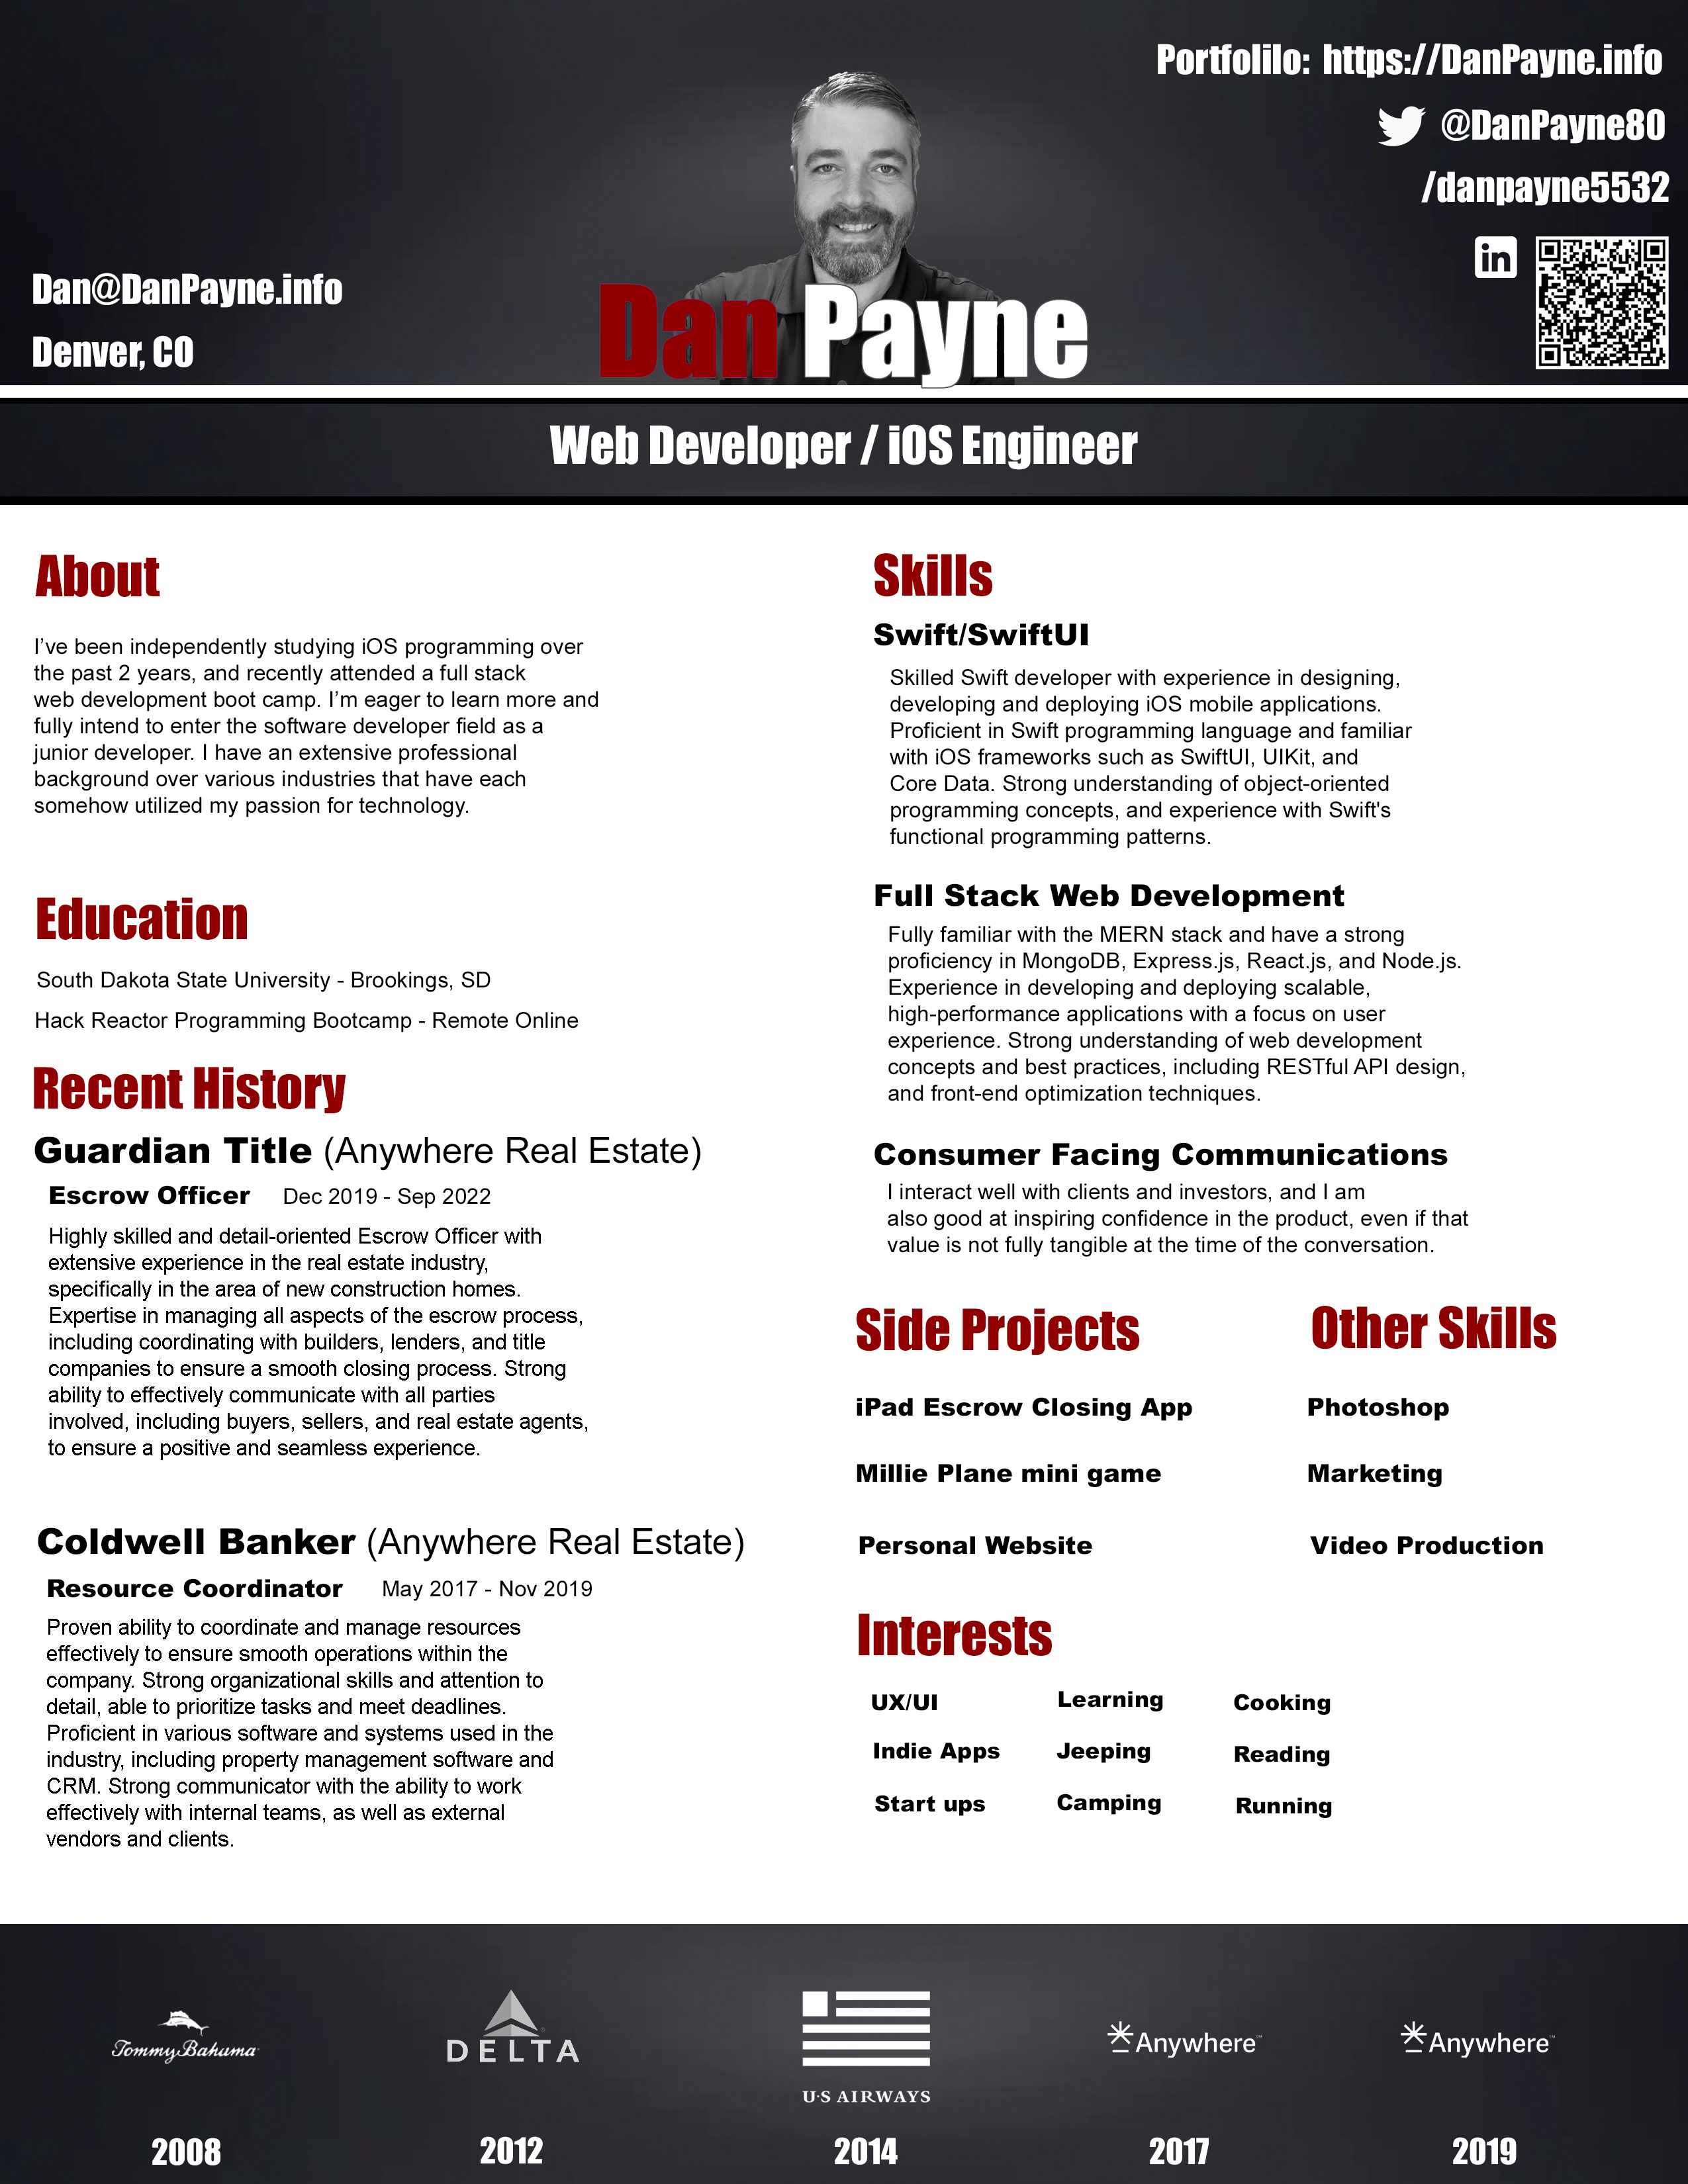 Portfolilo: https://DanPayne.info
@DanPayne80
/danpayne5532
in
Dan@DanPayne.info
Denver, CO
Dan Payne
Web Developer / iOS Engineer
About
I’ve been independently studying iOS programming over
the past 2 years, and recently attended a full stack
web development boot camp. I’m eager to learn more and
fully intend to enter the software developer field as a
junior developer. I have an extensive professional
background over various industries that have each
somehow utilized my passion for technology.
Education
South Dakota State University - Brookings, SD
Hack Reactor Programming Bootcamp - Remote Online
Recent History
Guardian Title (Anywhere Real Estate)
Escrow Officer Dec 2019 - Sep 2022
Highly skilled and detail-oriented Escrow Officer with
extensive experience in the real estate industry,
specifically in the area of new construction homes.
Expertise in managing all aspects of the escrow process,
including coordinating with builders, lenders, and title
companies to ensure a smooth closing process. Strong
ability to effectively communicate with all parties
involved, including buyers, sellers, and real estate agents,
to ensure a positive and seamless experience.
Coldwell Banker (Anywhere Real Estate)
Resource Coordinator May 2017 - Nov 2019
Proven ability to coordinate and manage resources
effectively to ensure smooth operations within the
company. Strong organizational skills and attention to
detail, able to prioritize tasks and meet deadlines.
Proficient in various software and systems used in the
industry, including property management software and
CRM. Strong communicator with the ability to work
effectively with internal teams, as well as external
vendors and clients.
Skills
Swift/SwiftUI
Skilled Swift developer with experience in designing,
developing and deploying iOS mobile applications.
Proficient in Swift programming language and familiar
with iOS frameworks such as SwiftUI, UIKit, and
Core Data. Strong understanding of object-oriented
programming concepts, and experience with Swift's
functional programming patterns.
Full Stack Web Development
Fully familiar with the MERN stack and have a strong
proficiency in MongoDB, Express.js, React.js, and Node.js.
Experience in developing and deploying scalable,
high-performance applications with a focus on user
experience. Strong understanding of web development
concepts and best practices, including RESTful API design,
and front-end optimization techniques.
Consumer Facing Communications
I interact well with clients and investors, and I am
also good at inspiring confidence in the product, even if that
value is not fully tangible at the time of the conversation.
Side Projects
iPad Escrow Closing App
Millie Plane mini game
Personal Website
Other Skills
Photoshop
Marketing
Video Production
Interests
UX/UI Learning Cooking
Indie Apps Jeeping Reading
Start ups Camping Running
Tommy Bahama
DELTA
U·S AIRWAYS
Anywhere
Anywhere
2008 2012 2014 2017 2019